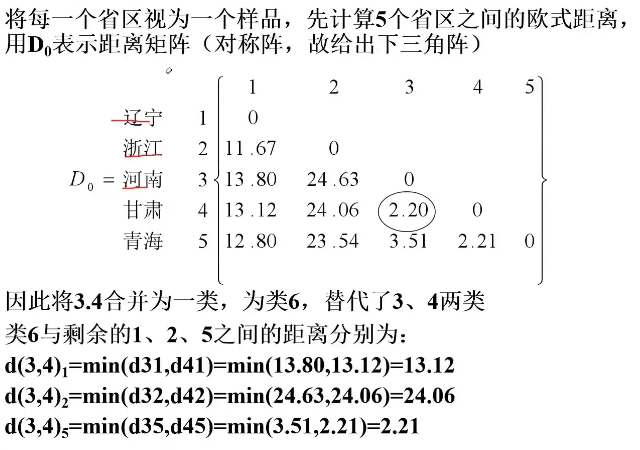 将每一个省区视为一个样品，先计算5个省区之间的欧式距离，
用D₀表示距离矩阵（对称阵，故给出下三角阵）
1 2 3 4 5
辽宁 1 0
浙江 2 11.67 0
D₀ = 河南 3 13.80 24.63 0
甘肃 4 13.12 24.06 2.20 0
青海 5 12.80 23.54 3.51 2.21 0
因此将3.4合并为一类，为类6，替代了3、4两类
类6与剩余的1、2、5之间的距离分别为：
d(3,4)₁=min(d31,d41)=min(13.80,13.12)=13.12
d(3,4)₂=min(d32,d42)=min(24.63,24.06)=24.06
d(3,4)₅=min(d35,d45)=min(3.51,2.21)=2.21